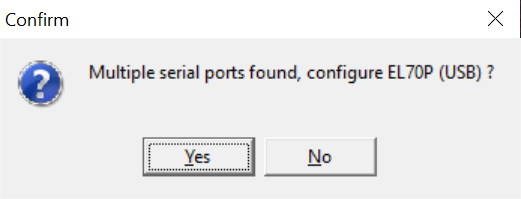 Confirm
Multiple serial ports found, configure EL70P (USB) ?
Yes
No